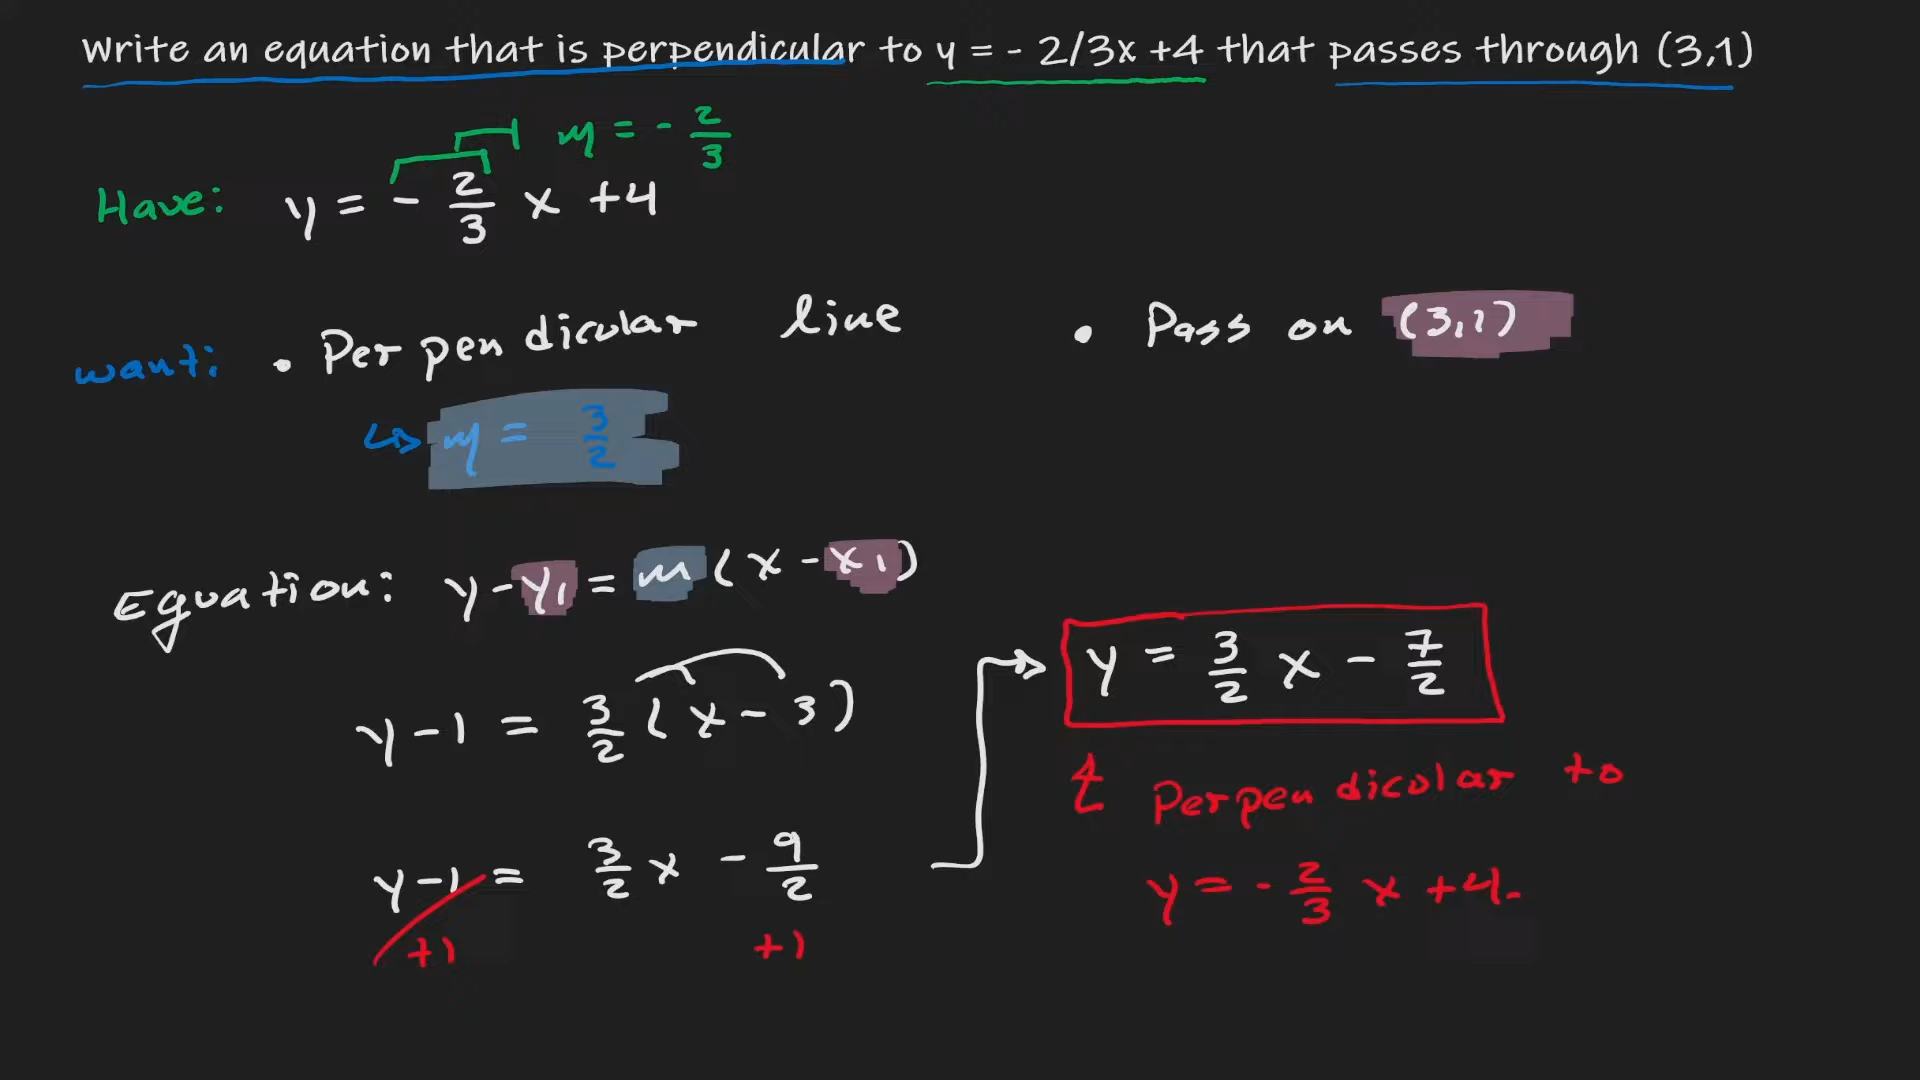 Write an equation that is perpendicular to y = - 2/3x +4 that passes through (3,1)
m = - 2/3
Have: y = - 2/3 x +4
want: • Perpendicular line • Pass on (3,1)
↳ m = 3/2
Equation: y - y₁ = m (x - x₁)
y - 1 = 3/2 (x - 3)
y = 3/2 x - 7/2
Perpendicolar to
y - 1 = 3/2 x - 9/2
y = - 2/3 x +4.
+1 +1